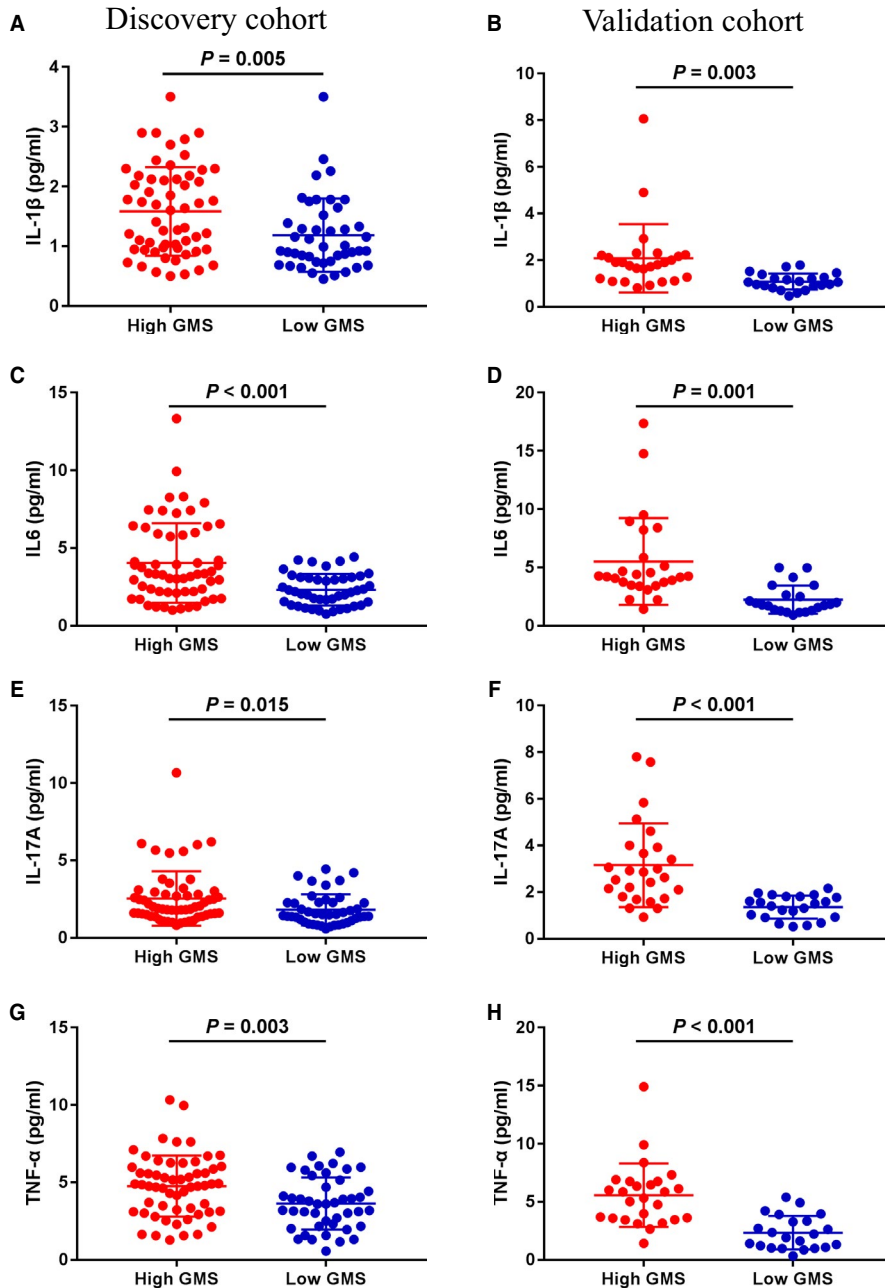 Discovery cohort
Validation cohort
A
P = 0.005
IL-1β (pg/ml)
4
3
2
1
0
High GMS
Low GMS
B
P = 0.003
IL-1β (pg/ml)
10
8
6
4
2
0
High GMS
Low GMS
C
P < 0.001
IL6 (pg/ml)
15
10
5
0
High GMS
Low GMS
D
P = 0.001
IL6 (pg/ml)
20
15
10
5
0
High GMS
Low GMS
E
P = 0.015
IL-17A (pg/ml)
15
10
5
0
High GMS
Low GMS
F
P < 0.001
IL-17A (pg/ml)
10
8
6
4
2
0
High GMS
Low GMS
G
P = 0.003
TNF-α (pg/ml)
15
10
5
0
High GMS
Low GMS
H
P < 0.001
TNF-α (pg/ml)
20
15
10
5
0
High GMS
Low GMS